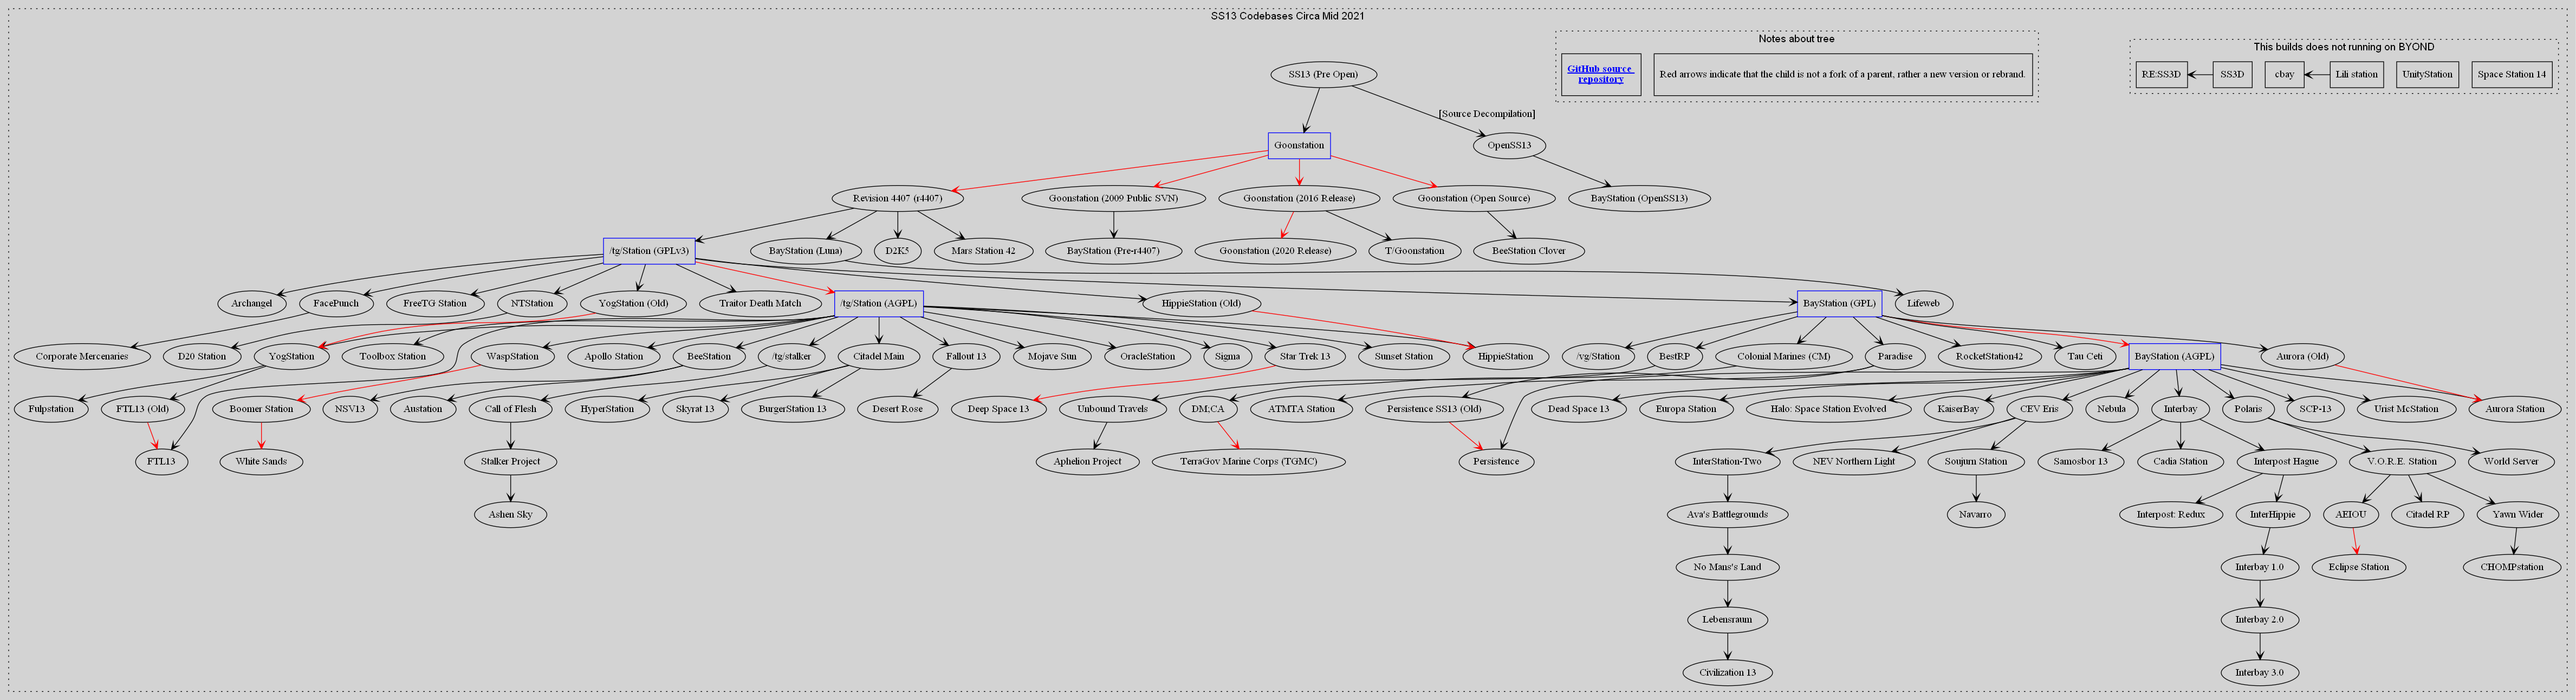 SS13 Codebases Circa Mid 2021
Notes about tree
This builds does not running on BYOND
GitHub source
repository
Red arrows indicate that the child is not a fork of a parent, rather a new version or rebrand.
RE:SS3D
SS3D
cbay
Lili station
UnityStation
Space Station 14
SS13 (Pre Open)
[Source Decompilation]
Goonstation
OpenSS13
Revision 4407 (r4407)
Goonstation (2009 Public SVN)
Goonstation (2016 Release)
Goonstation (Open Source)
BayStation (OpenSS13)
/tg/Station (GPLv3)
BayStation (Luna)
D2K5
Mars Station 42
BayStation (Pre-r4407)
Goonstation (2020 Release)
T/Goonstation
BeeStation Clover
Archangel
FacePunch
FreeTG Station
NTStation
YogStation (Old)
Traitor Death Match
/tg/Station (AGPL)
HippieStation (Old)
BayStation (GPL)
Lifeweb
Corporate Mercenaries
D20 Station
YogStation
Toolbox Station
WaspStation
Apollo Station
BeeStation
/tg/stalker
Citadel Main
Fallout 13
Mojave Sun
OracleStation
Sigma
Star Trek 13
Sunset Station
HippieStation
/vg/Station
BestRP
Colonial Marines (CM)
Paradise
RocketStation42
Tau Ceti
BayStation (AGPL)
Aurora (Old)
Fulpstation
FTL13 (Old)
Boomer Station
NSV13
Austation
Call of Flesh
HyperStation
Skyrat 13
BurgerStation 13
Desert Rose
Deep Space 13
Unbound Travels
DM;CA
ATMTA Station
Persistence SS13 (Old)
Dead Space 13
Europa Station
Halo: Space Station Evolved
KaiserBay
CEV Eris
Nebula
Interbay
Polaris
SCP-13
Urist McStation
Aurora Station
FTL13
White Sands
Stalker Project
Aphelion Project
TerraGov Marine Corps (TGMC)
Persistence
InterStation-Two
NEV Northern Light
Soujurn Station
Samosbor 13
Cadia Station
Interpost Hague
V.O.R.E. Station
World Server
Ashen Sky
Ava's Battlegrounds
Navarro
Interpost: Redux
InterHippie
AEIOU
Citadel RP
Yawn Wider
No Mans's Land
Interbay 1.0
Eclipse Station
CHOMPstation
Lebensraum
Interbay 2.0
Civilization 13
Interbay 3.0